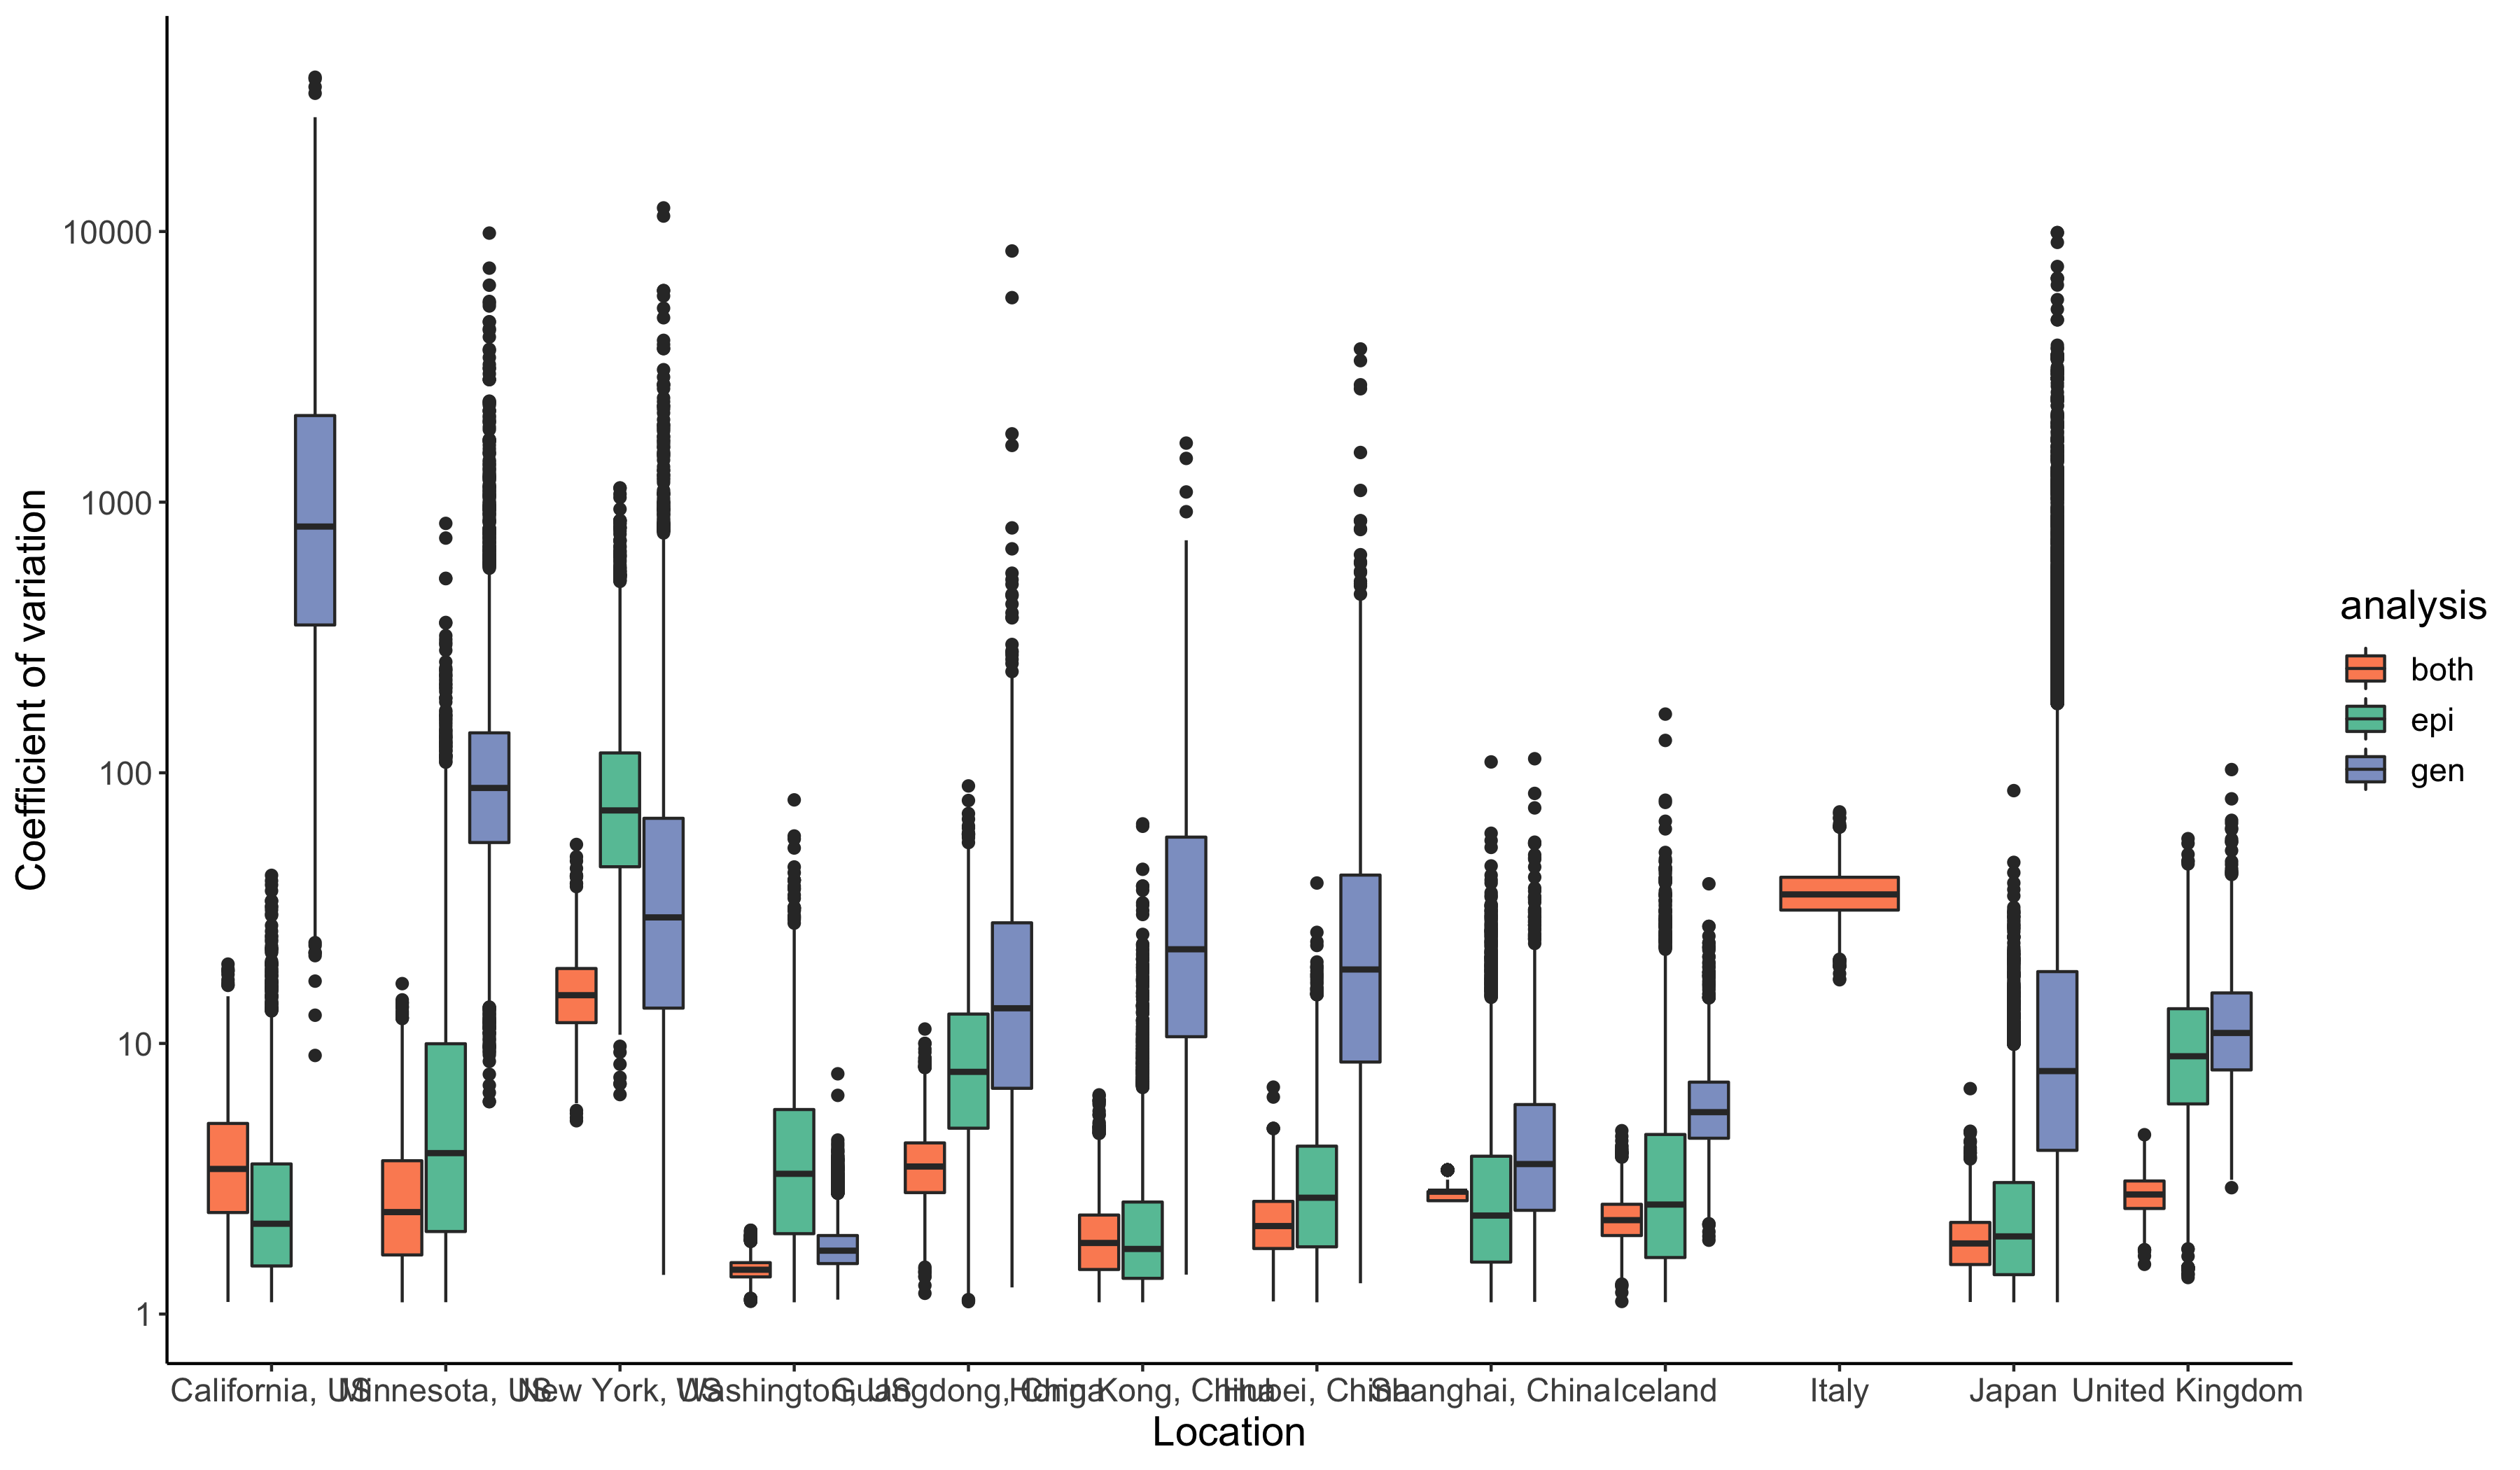 Coefficient of variation
10000
1000
100
10
1
California, US
Minnesota, US
New York, US
Washington, US
Guangdong, China
Hong Kong, China
Hubei, China
Shanghai, China
Iceland
Italy
Japan
United Kingdom
Location
analysis
both
epi
gen